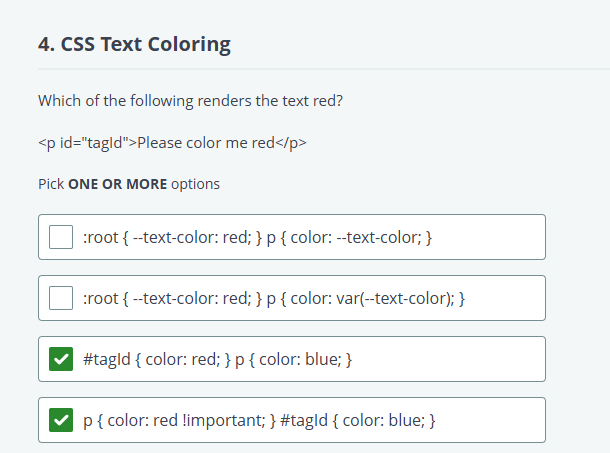 4. CSS Text Coloring
Which of the following renders the text red?
<p id="tagId">Please color me red</p>
Pick ONE OR MORE options
:root { --text-color: red; } p { color: --text-color; }
:root { --text-color: red; } p { color: var(--text-color); }
#tagId { color: red; } p { color: blue; }
p { color: red !important; } #tagId { color: blue; }